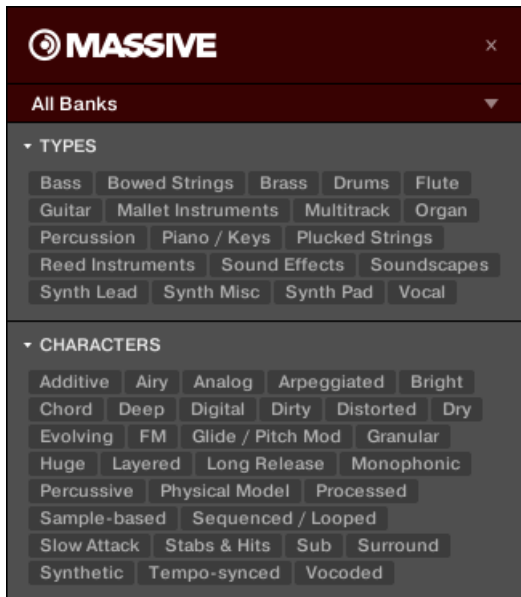 MASSIVE ×
All Banks
TYPES
Bass Bowed Strings Brass Drums Flute
Guitar Mallet Instruments Multitrack Organ
Percussion Piano / Keys Plucked Strings
Reed Instruments Sound Effects Soundscapes
Synth Lead Synth Misc Synth Pad Vocal
CHARACTERS
Additive Airy Analog Arpeggiated Bright
Chord Deep Digital Dirty Distorted Dry
Evolving FM Glide / Pitch Mod Granular
Huge Layered Long Release Monophonic
Percussive Physical Model Processed
Sample-based Sequenced / Looped
Slow Attack Stabs & Hits Sub Surround
Synthetic Tempo-synced Vocoded